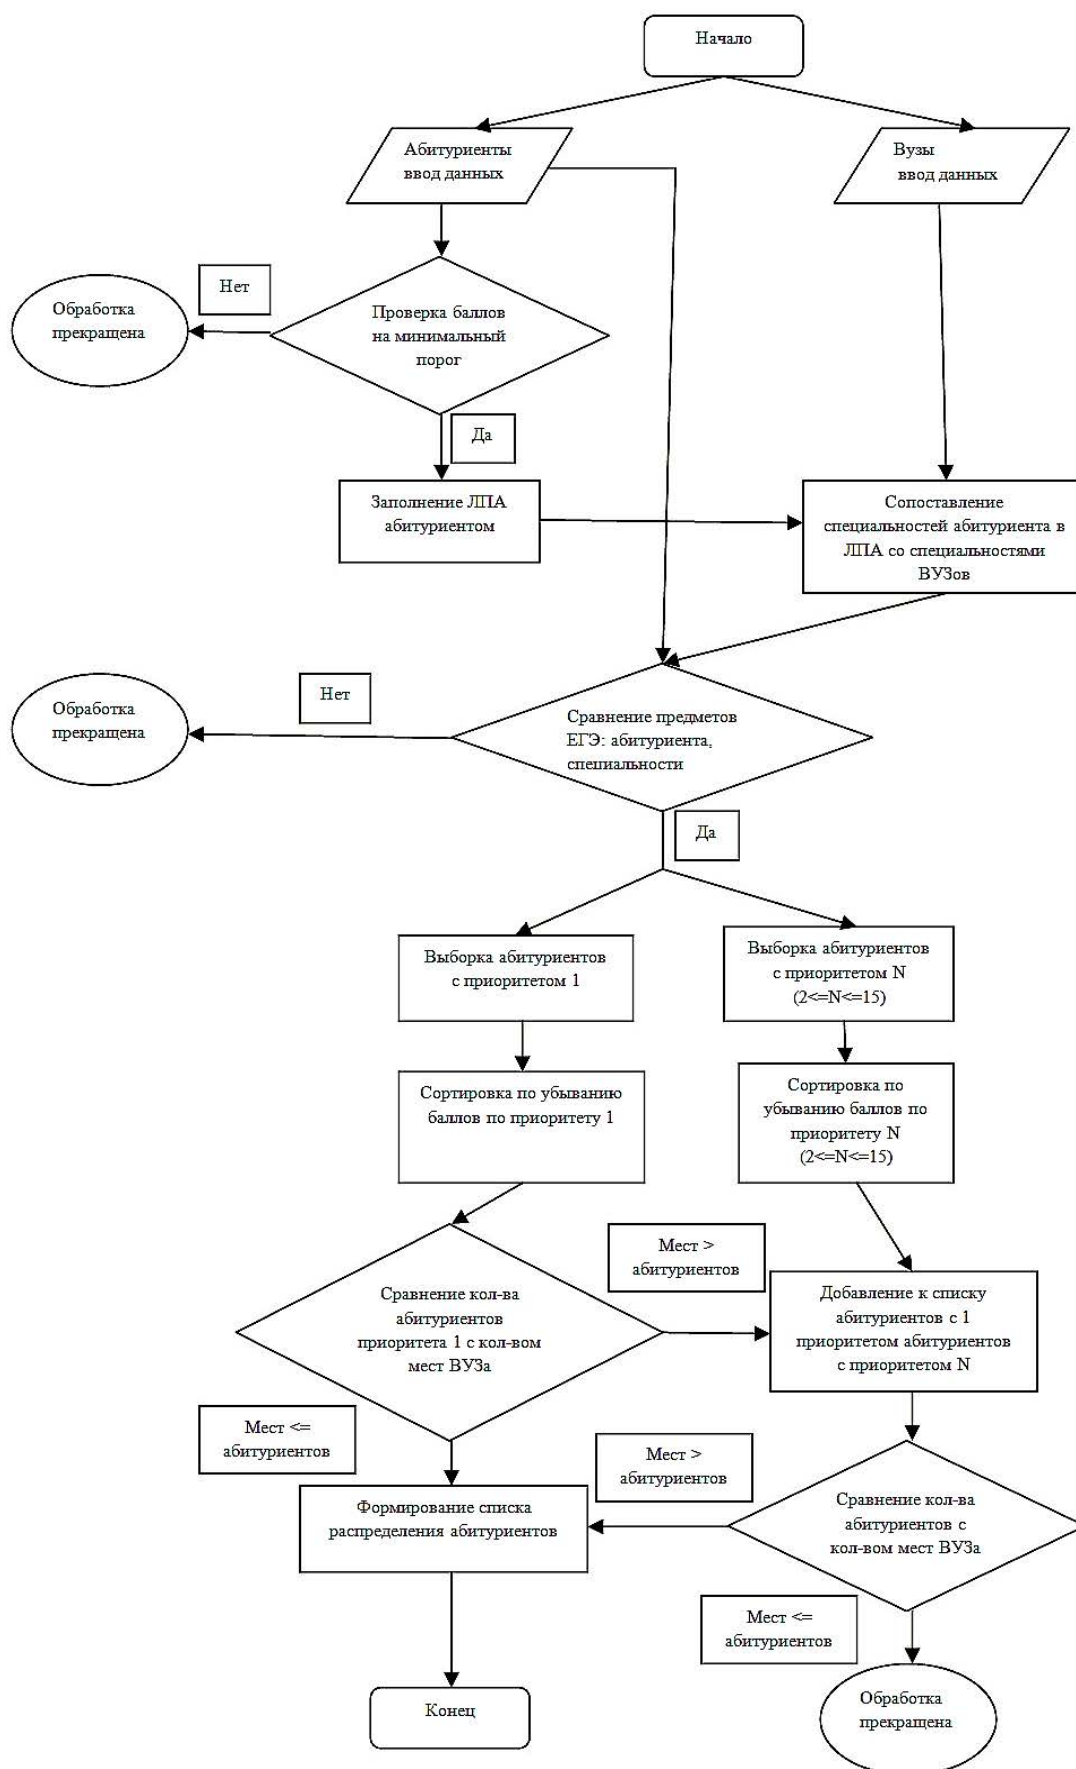 Начало
Абитуриенты
ввод данных
Вузы
ввод данных
Нет
Обработка
прекращена
Проверка баллов
на минимальный
порог
Да
Заполнение ЛПА
абитуриентом
Сопоставление
специальностей абитуриента в
ЛПА со специальностями
ВУЗов
Нет
Обработка
прекращена
Сравнение предметов
ЕГЭ: абитуриента,
специальности
Да
Выборка абитуриентов
с приоритетом 1
Выборка абитуриентов
с приоритетом N
(2<=N<=15)
Сортировка по убыванию
баллов по приоритету 1
Сортировка по
убыванию баллов по
приоритету N
(2<=N<=15)
Мест >
абитуриентов
Сравнение кол-ва
абитуриентов
приоритета 1 с кол-вом
мест ВУЗа
Добавление к списку
абитуриентов с 1
приоритетом абитуриентов
с приоритетом N
Мест <=
абитуриентов
Мест >
абитуриентов
Формирование списка
распределения абитуриентов
Сравнение кол-ва
абитуриентов с
кол-вом мест ВУЗа
Мест <=
абитуриентов
Конец
Обработка
прекращена